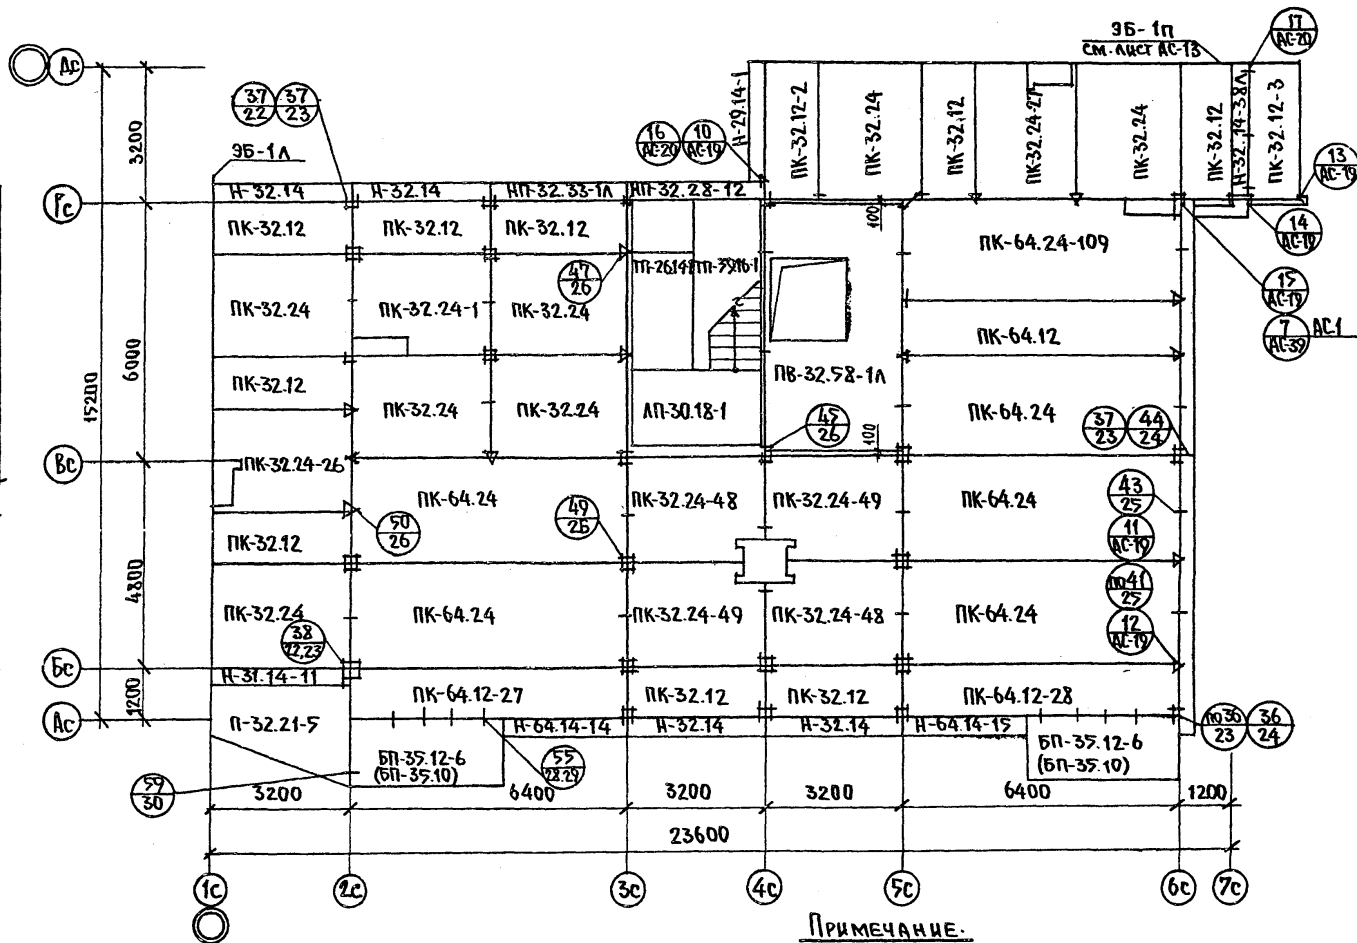 ЭБ-1п
см. лист АС-13
17
АС-20
Дс
37
22
37
23
3200
ЭБ-1Л
Н-29.14-1
ПК-32.12-2
ПК-32.24
ПК-32.12
ПК-32.24-27
ПК-32.24
ПК-32.12
Н-32.14-38Л
ПК-32.12-3
16
АС-20
10
АС-19
13
АС-19
Рс
Н-32.14
Н-32.14
НП-32.33-1Л
НП-32.28-12
100
ПК-32.12
ПК-32.12
ПК-32.12
ПК-64.24-109
14
АС-19
47
26
15
АС-19
ПК-32.24
ПК-32.24-1
ПК-32.24
ПК-64.12
7
АС-39
АС-1
6000
15200
ПК-32.12
ПК-32.24
ПК-32.24
ЛП-30.18-1
ПВ-32.58-1Л
ПК-64.24
45
26
100
37
23
44
24
Вс
ПК-32.24-26
ПК-64.24
ПК-32.24-48
ПК-32.24-49
ПК-64.24
43
25
50
26
49
26
11
АС-19
ПК-32.12
4800
по41
25
ПК-32.24
ПК-64.24
ПК-32.24-49
ПК-32.24-48
ПК-64.24
38
22,23
12
АС-19
Бс
Н-31.14-11
1200
ПК-64.12-27
ПК-32.12
ПК-32.12
ПК-64.12-28
Ас
П-32.21-5
Н-64.14-14
Н-32.14
Н-32.14
Н-64.14-15
по36
23
36
24
БП-35.12-6
(БП-35.10)
55
28.29
БП-35.12-6
(БП-35.10)
59
30
3200
6400
3200
3200
6400
1200
23600
1с
2с
3с
4с
5с
6с
7с
Примечание.